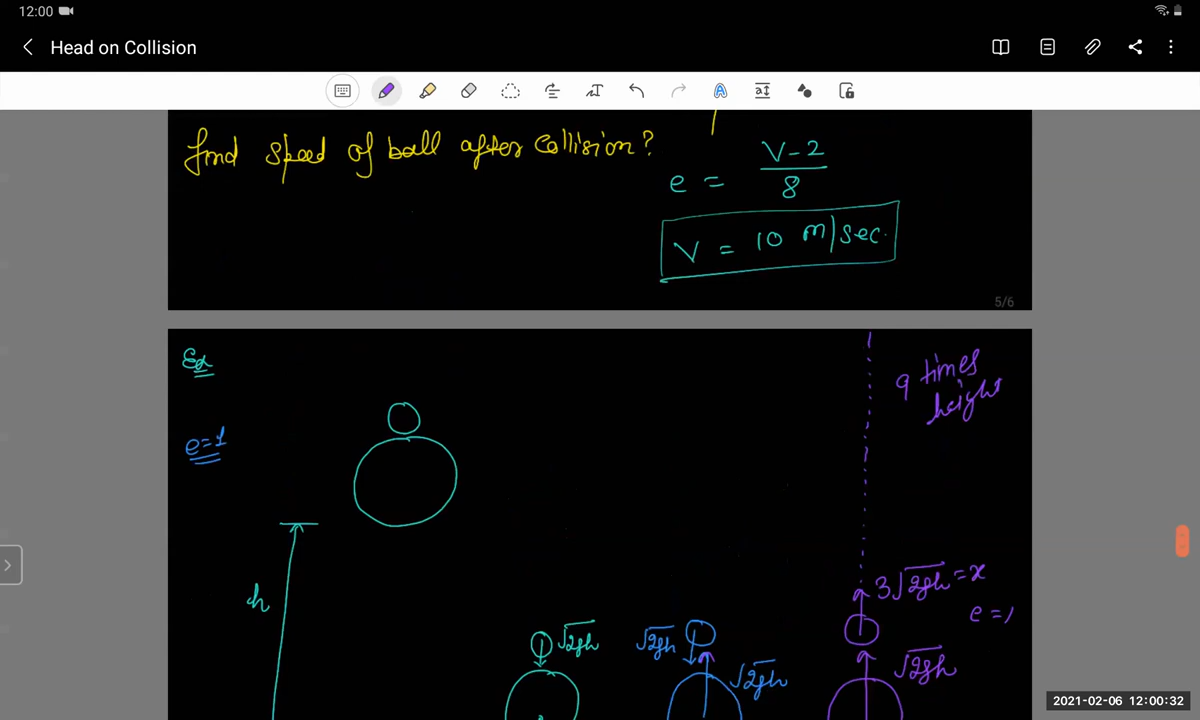 12:00
Head on Collision
find speed of ball after collision?
e = V-2/8
V = 10 m/sec.
5/6
Ex
9 times
height
e=1
3√2gh = x
h
e=1
√2gh
√2gh
√2gh
√2gh
2021-02-06 12:00:32